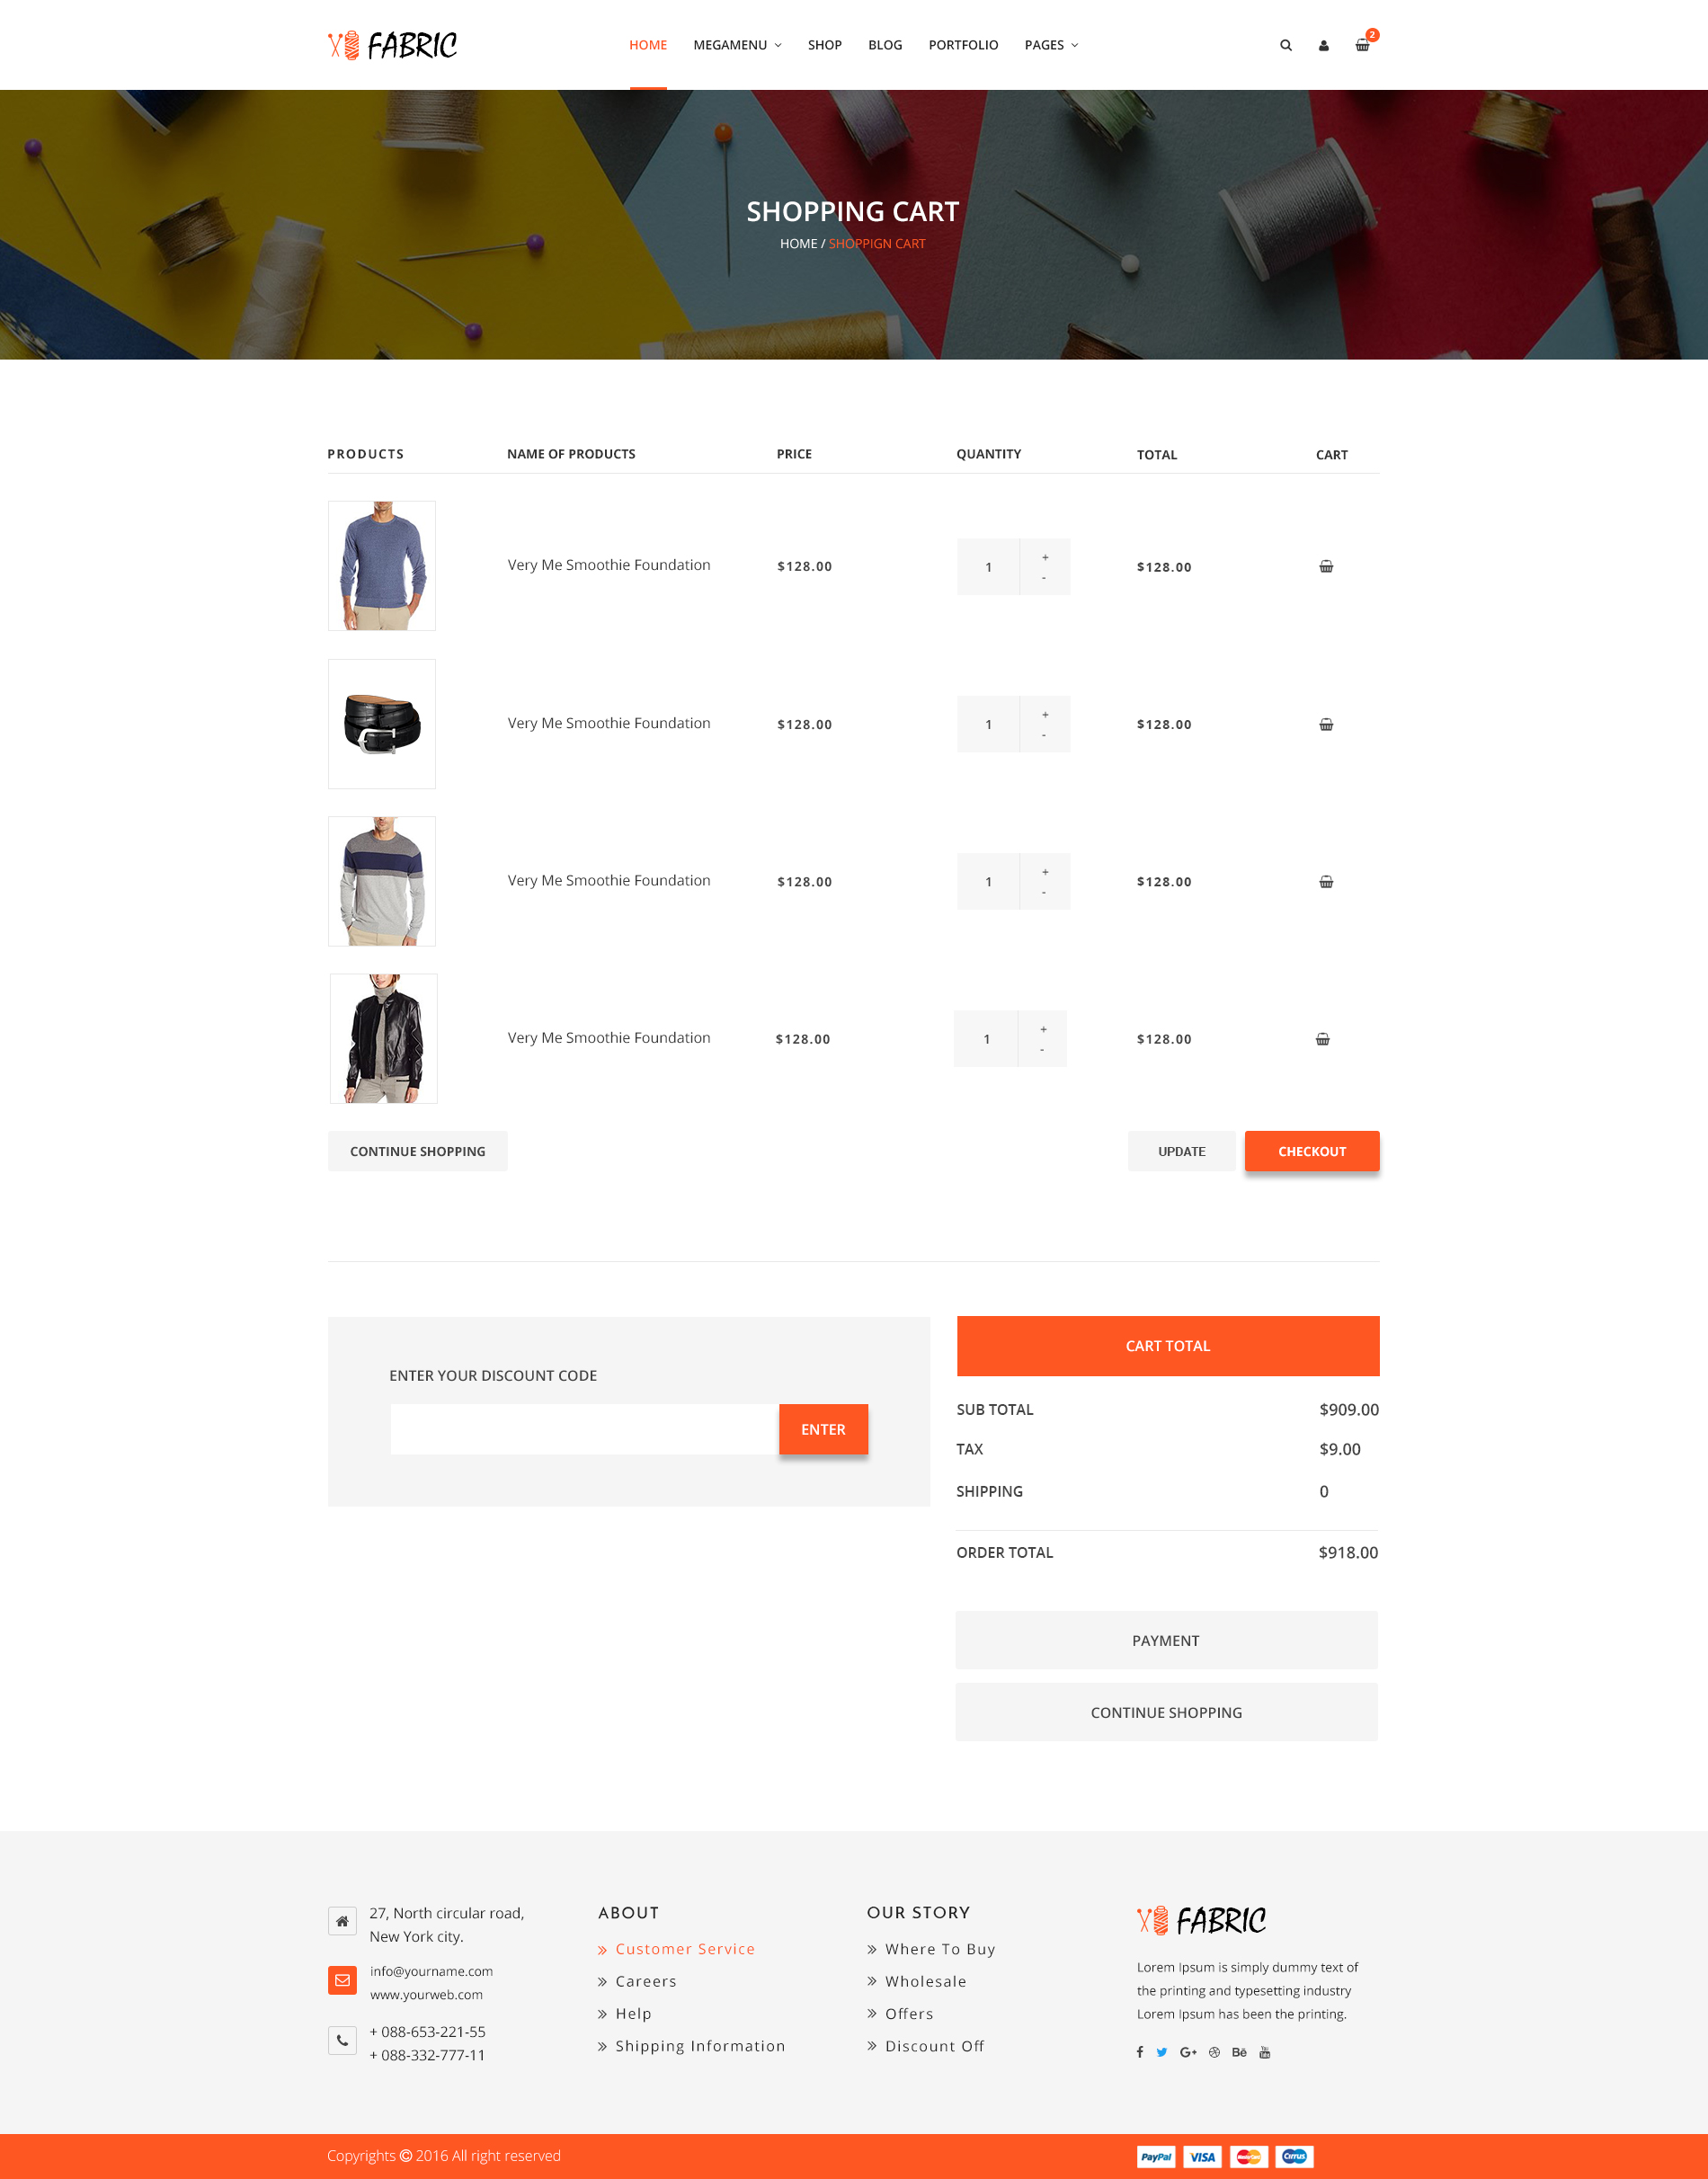 FABRIC
HOME MEGAMENU SHOP BLOG PORTFOLIO PAGES
2
SHOPPING CART
HOME / SHOPPIGN CART
PRODUCTS NAME OF PRODUCTS PRICE QUANTITY TOTAL CART
Very Me Smoothie Foundation $128.00 1 + - $128.00
Very Me Smoothie Foundation $128.00 1 + - $128.00
Very Me Smoothie Foundation $128.00 1 + - $128.00
Very Me Smoothie Foundation $128.00 1 + - $128.00
CONTINUE SHOPPING UPDATE CHECKOUT
ENTER YOUR DISCOUNT CODE
ENTER
CART TOTAL
SUB TOTAL $909.00
TAX $9.00
SHIPPING 0
ORDER TOTAL $918.00
PAYMENT
CONTINUE SHOPPING
27, North circular road,
New York city.
info@yourname.com
www.yourweb.com
+ 088-653-221-55
+ 088-332-777-11
ABOUT
» Customer Service
» Careers
» Help
» Shipping Information
OUR STORY
» Where To Buy
» Wholesale
» Offers
» Discount Off
FABRIC
Lorem Ipsum is simply dummy text of
the printing and typesetting industry
Lorem Ipsum has been the printing.
f G+ Bē You
Copyrights © 2016 All right reserved
PayPal VISA MasterCard Cirrus